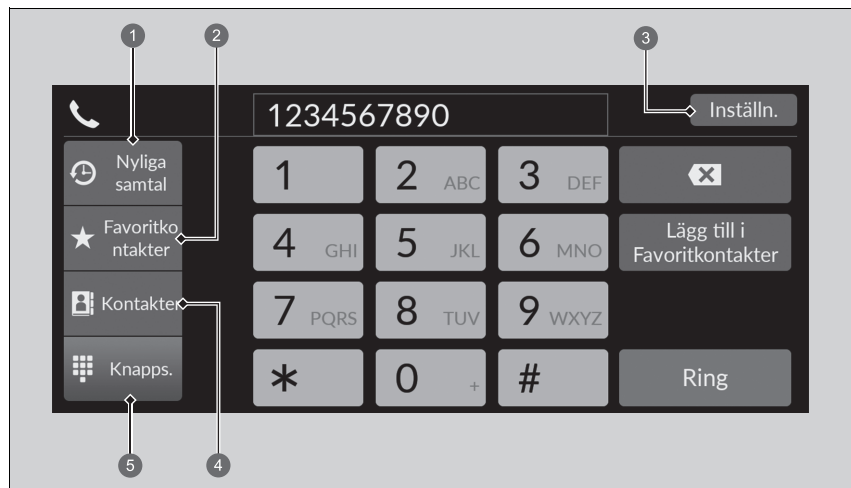 1
2
3
1234567890
Inställn.
Nyliga
samtal
Favoritko
ntakter
Kontakter
Knapps.
1
2 ABC
3 DEF
4 GHI
5 JKL
6 MNO
Lägg till i
Favoritkontakter
7 PQRS
8 TUV
9 WXYZ
*
0 +
#
Ring
5
4